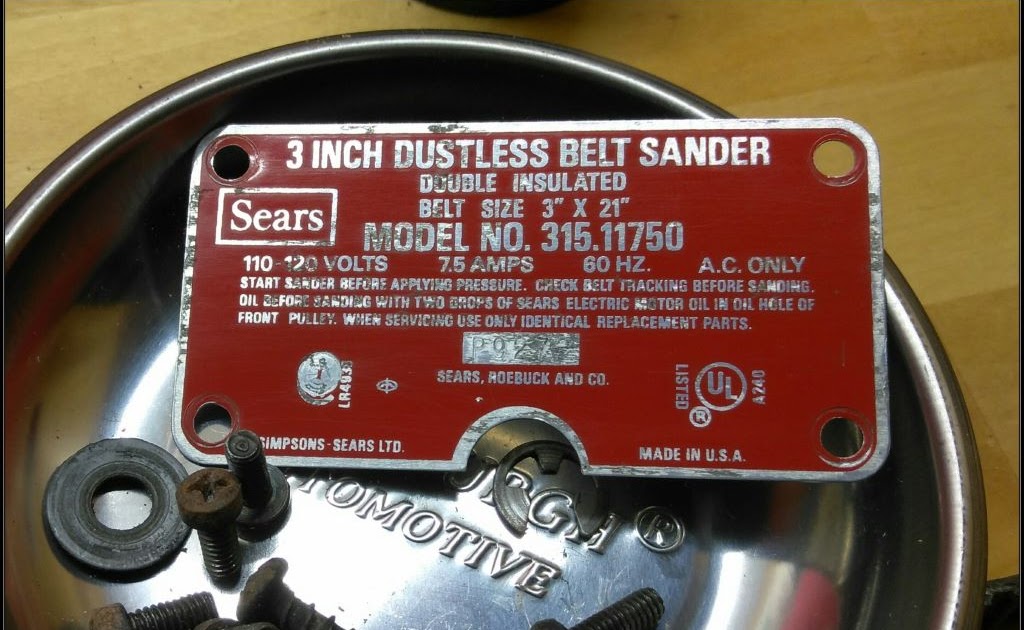 3 INCH DUSTLESS BELT SANDER
DOUBLE INSULATED
Sears
BELT SIZE 3" X 21"
MODEL NO. 315.11750
110-120 VOLTS 7.5 AMPS 60 HZ. A.C. ONLY
START SANDER BEFORE APPLYING PRESSURE. CHECK BELT TRACKING BEFORE SANDING.
OIL BEFORE SANDING WITH TWO DROPS OF SEARS ELECTRIC MOTOR OIL IN OIL HOLE OF
FRONT PULLEY. WHEN SERVICING USE ONLY IDENTICAL REPLACEMENT PARTS.
SEARS, ROEBUCK AND CO.
LISTED
UL
®
A240
SIMPSONS-SEARS LTD.
MADE IN U.S.A.
®